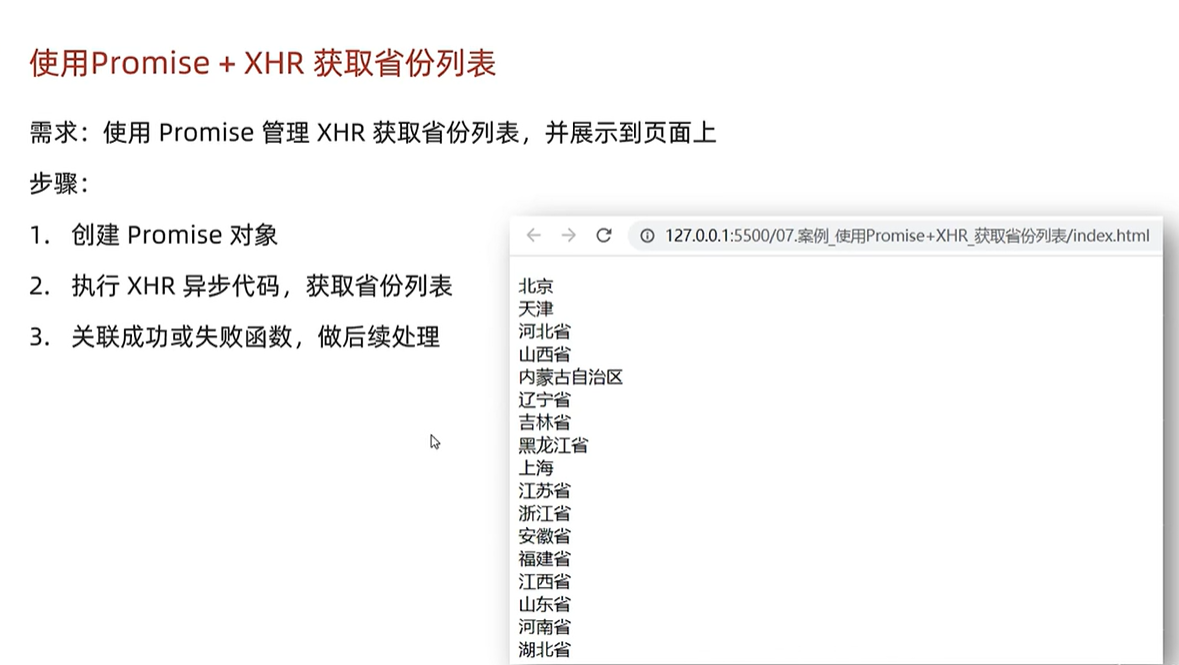 使用Promise + XHR 获取省份列表
需求：使用 Promise 管理 XHR 获取省份列表，并展示到页面上
步骤：
1. 创建 Promise 对象
2. 执行 XHR 异步代码，获取省份列表
3. 关联成功或失败函数，做后续处理
127.0.0.1:5500/07.案例_使用Promise+XHR_获取省份列表/index.html
北京
天津
河北省
山西省
内蒙古自治区
辽宁省
吉林省
黑龙江省
上海
江苏省
浙江省
安徽省
福建省
江西省
山东省
河南省
湖北省